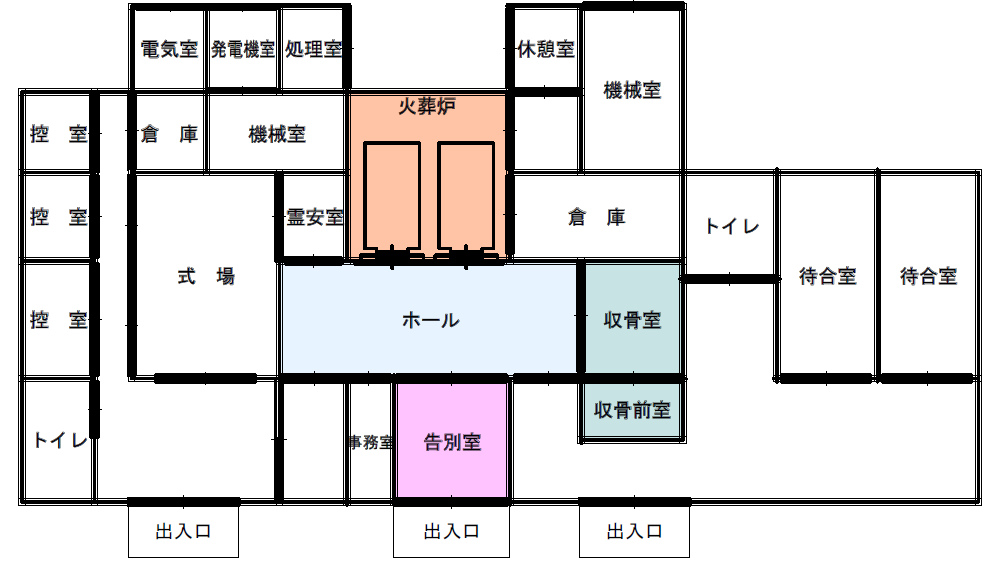 電気室 発電機室 処理室 休憩室
機械室
火葬炉
控　室 倉　庫 機械室
控　室 霊安室 倉　庫 トイレ
式　場 待合室 待合室
控　室 ホール 収骨室
収骨前室
トイレ 事務室 告別室
出入口 出入口 出入口